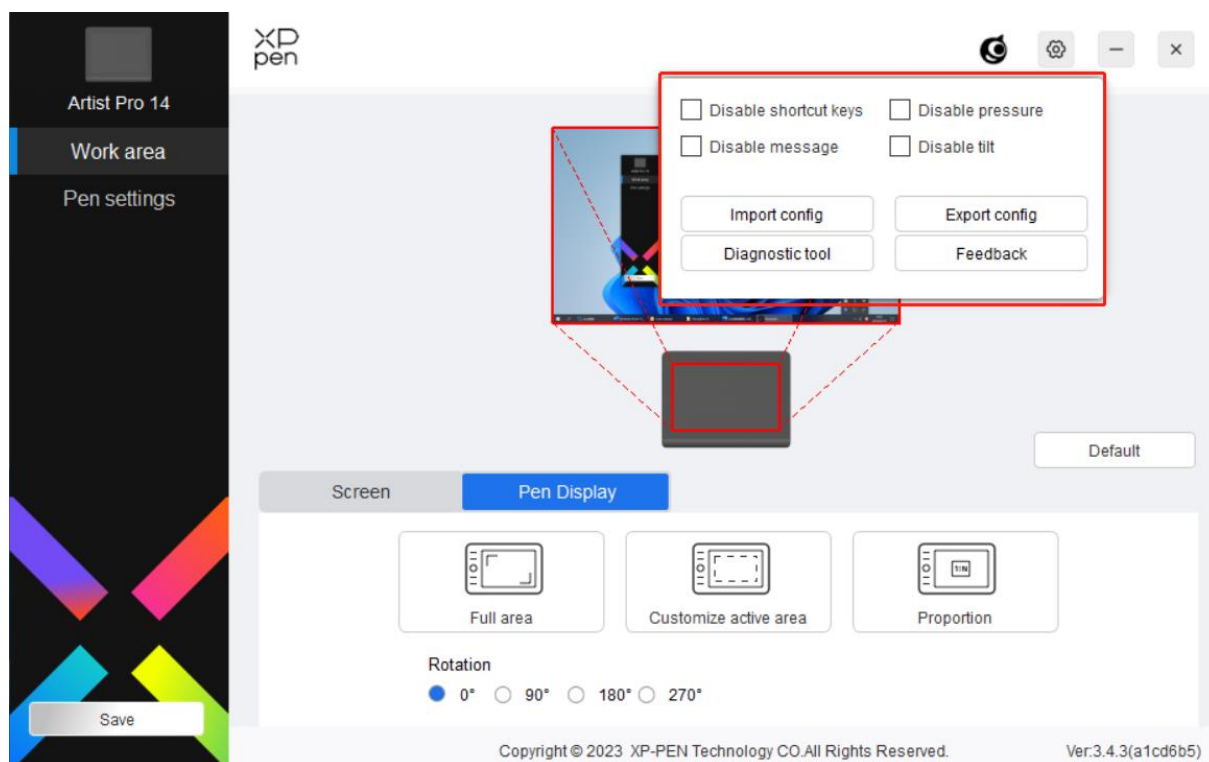 XP
pen
Artist Pro 14
Work area
Pen settings
Disable shortcut keys
Disable pressure
Disable message
Disable tilt
Import config
Export config
Diagnostic tool
Feedback
Default
Screen
Pen Display
Full area
Customize active area
1:N
Proportion
Rotation
0° 90° 180° 270°
Save
Copyright © 2023 XP-PEN Technology CO.All Rights Reserved.
Ver:3.4.3(a1cd6b5)